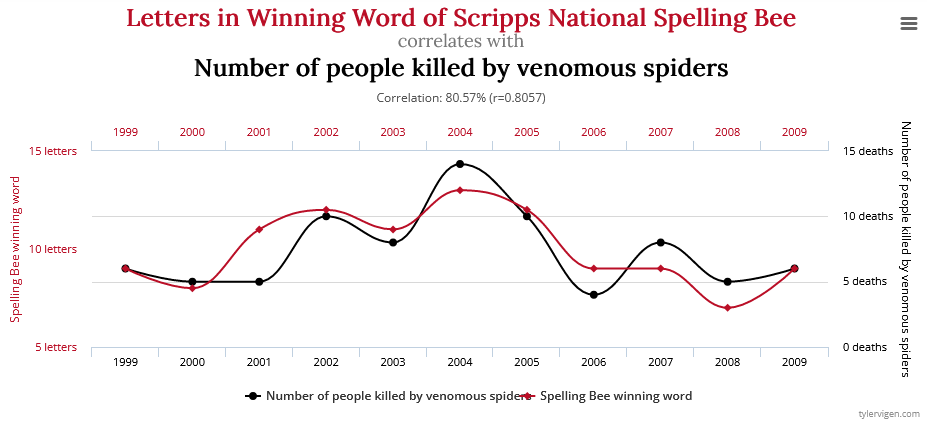 Letters in Winning Word of Scripps National Spelling Bee
correlates with
Number of people killed by venomous spiders
Correlation: 80.57% (r=0.8057)
1999 2000 2001 2002 2003 2004 2005 2006 2007 2008 2009
15 letters
10 letters
5 letters
Spelling Bee winning word
15 deaths
10 deaths
5 deaths
0 deaths
Number of people killed by venomous spiders
1999 2000 2001 2002 2003 2004 2005 2006 2007 2008 2009
Number of people killed by venomous spiders Spelling Bee winning word
tylervigen.com